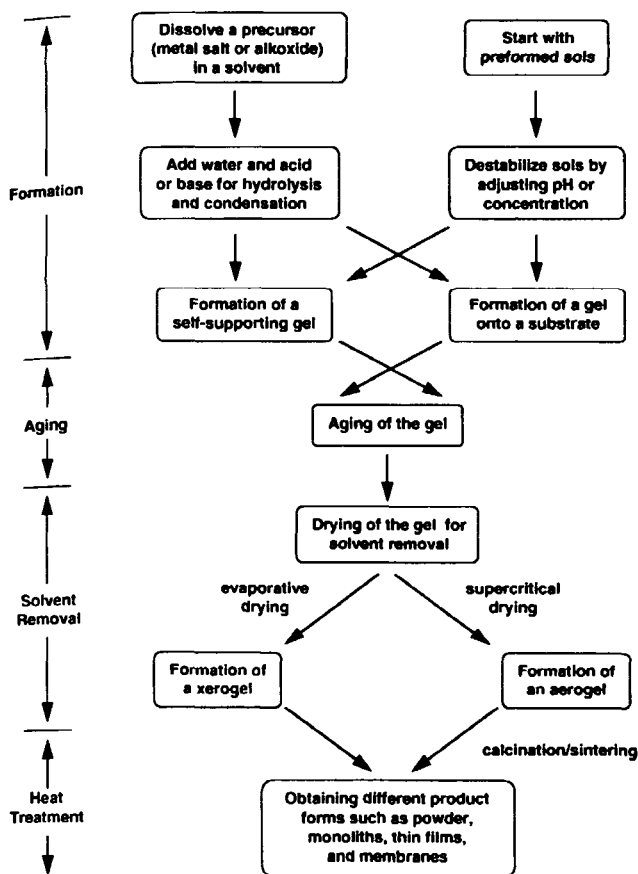 Dissolve a precursor
(metal salt or alkoxide)
in a solvent
Start with
preformed sols
Add water and acid
or base for hydrolysis
and condensation
Destabilize sols by
adjusting pH or
concentration
Formation
Formation of a
self-supporting gel
Formation of a gel
onto a substrate
Aging
Aging of the gel
Drying of the gel for
solvent removal
evaporative
drying
supercritical
drying
Solvent
Removal
Formation of
a xerogel
Formation of
an aerogel
calcination/sintering
Heat
Treatment
Obtaining different product
forms such as powder,
monoliths, thin films,
and membranes